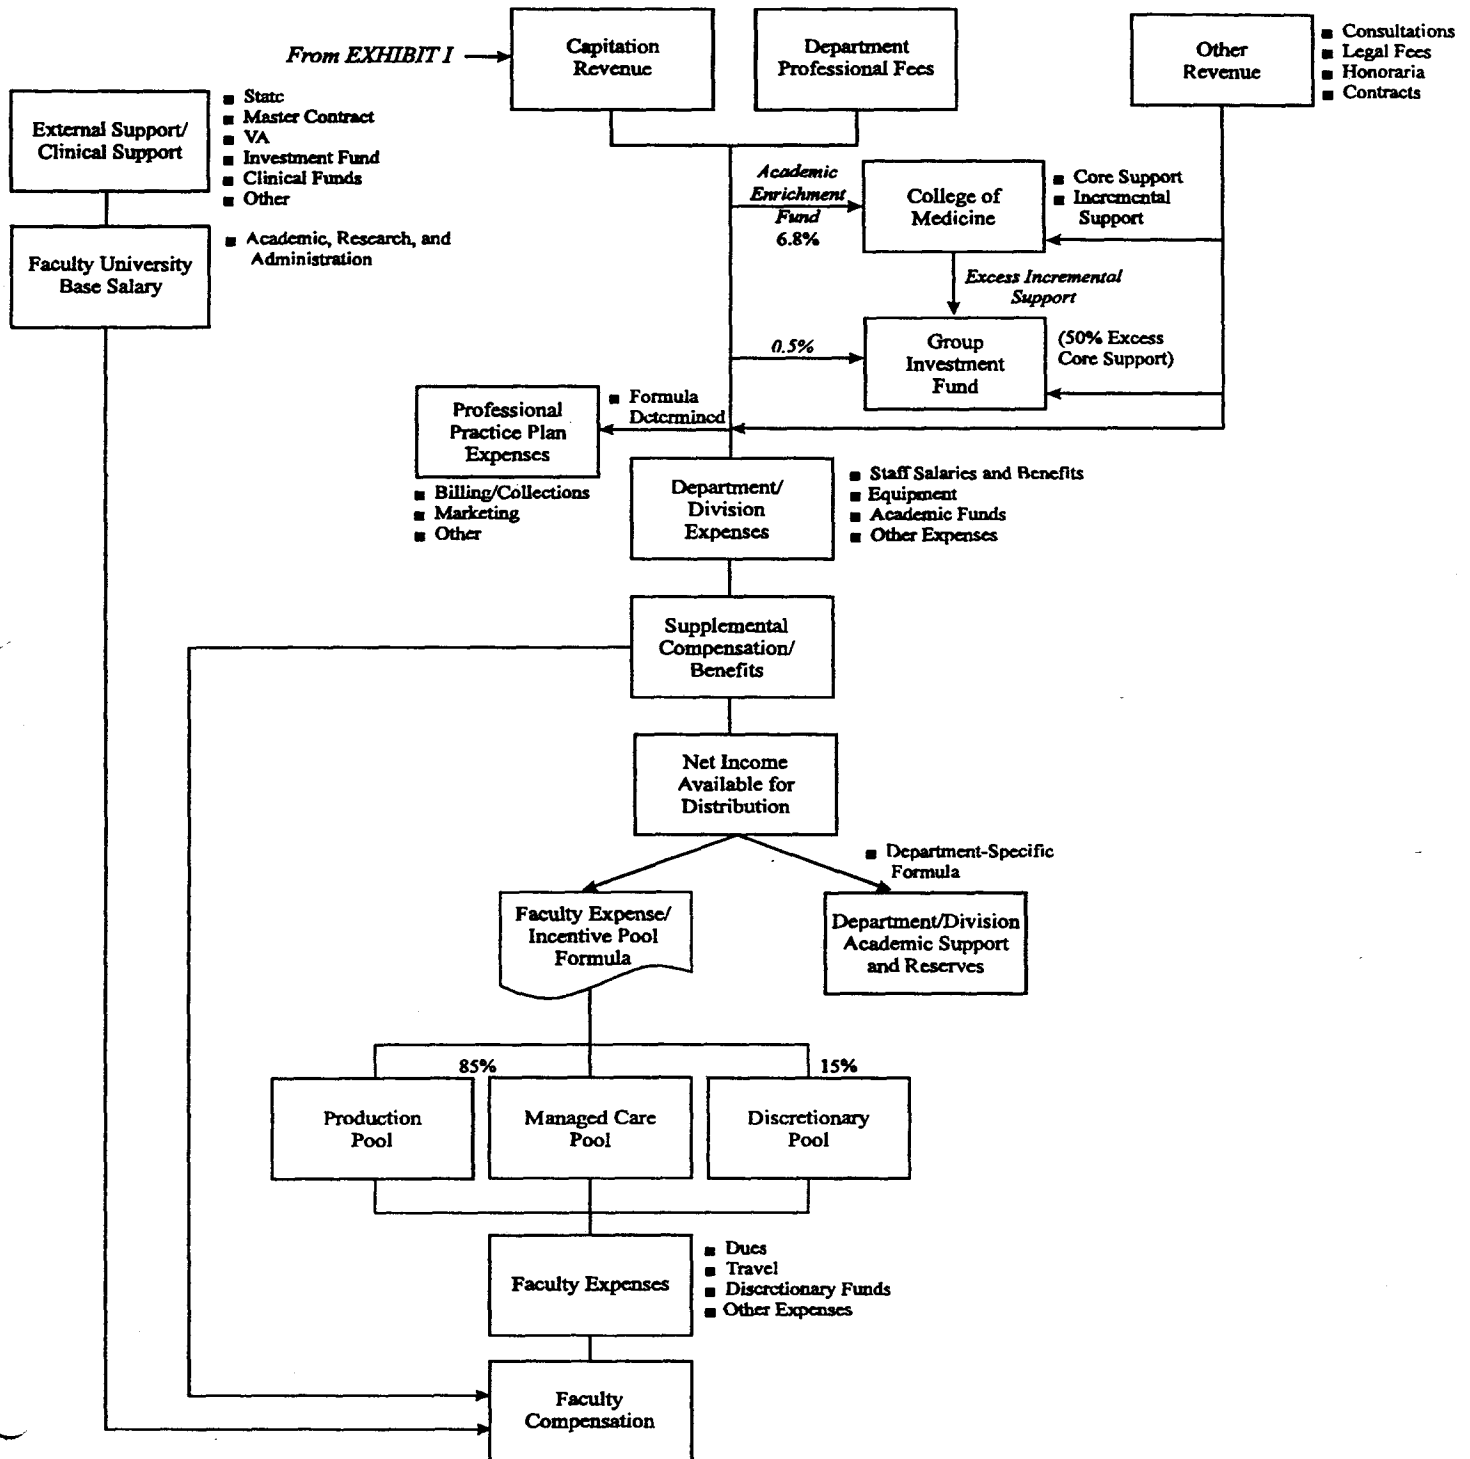 From EXHIBIT I
Capitation
Revenue
Department
Professional Fees
Other
Revenue
■ Consultations
■ Legal Fees
■ Honoraria
■ Contracts
External Support/
Clinical Support
■ State
■ Master Contract
■ VA
■ Investment Fund
■ Clinical Funds
■ Other
Faculty University
Base Salary
■ Academic, Research, and
Administration
Academic
Enrichment
Fund
6.8%
College of
Medicine
■ Core Support
■ Incremental
Support
Excess Incremental
Support
0.5%
Group
Investment
Fund
(50% Excess
Core Support)
Professional
Practice Plan
Expenses
■ Formula
Determined
■ Billing/Collections
■ Marketing
■ Other
Department/
Division
Expenses
■ Staff Salaries and Benefits
■ Equipment
■ Academic Funds
■ Other Expenses
Supplemental
Compensation/
Benefits
Net Income
Available for
Distribution
■ Department-Specific
Formula
Faculty Expense/
Incentive Pool
Formula
Department/Division
Academic Support
and Reserves
85%
15%
Production
Pool
Managed Care
Pool
Discretionary
Pool
Faculty Expenses
■ Dues
■ Travel
■ Discretionary Funds
■ Other Expenses
Faculty
Compensation